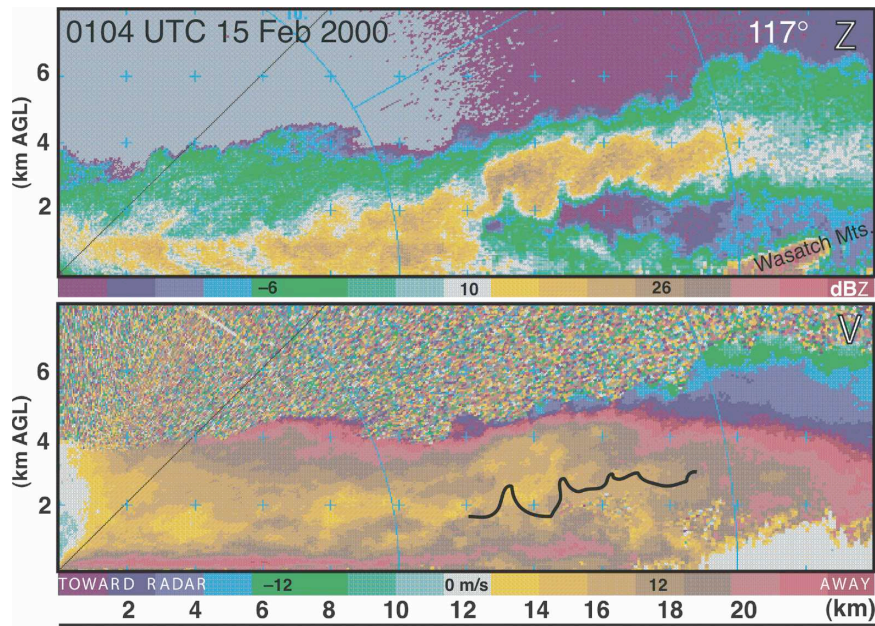 0104 UTC 15 Feb 2000
10.
117°
Z
(km AGL)
6
4
2
Wasatch Mts.
–6
10
26
dBZ
V
(km AGL)
6
4
2
TOWARD RADAR
–12
0 m/s
12
AWAY
2
4
6
8
10
12
14
16
18
20
(km)